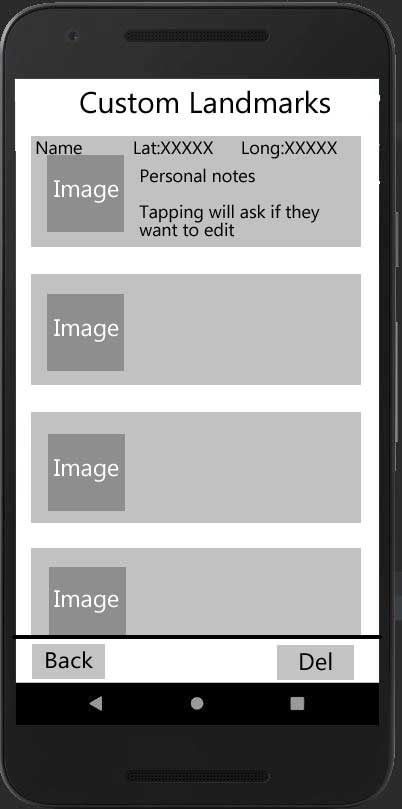 Custom Landmarks
Name Lat:XXXXX Long:XXXXX
Image
Personal notes
Tapping will ask if they
want to edit
Image
Image
Image
Back Del